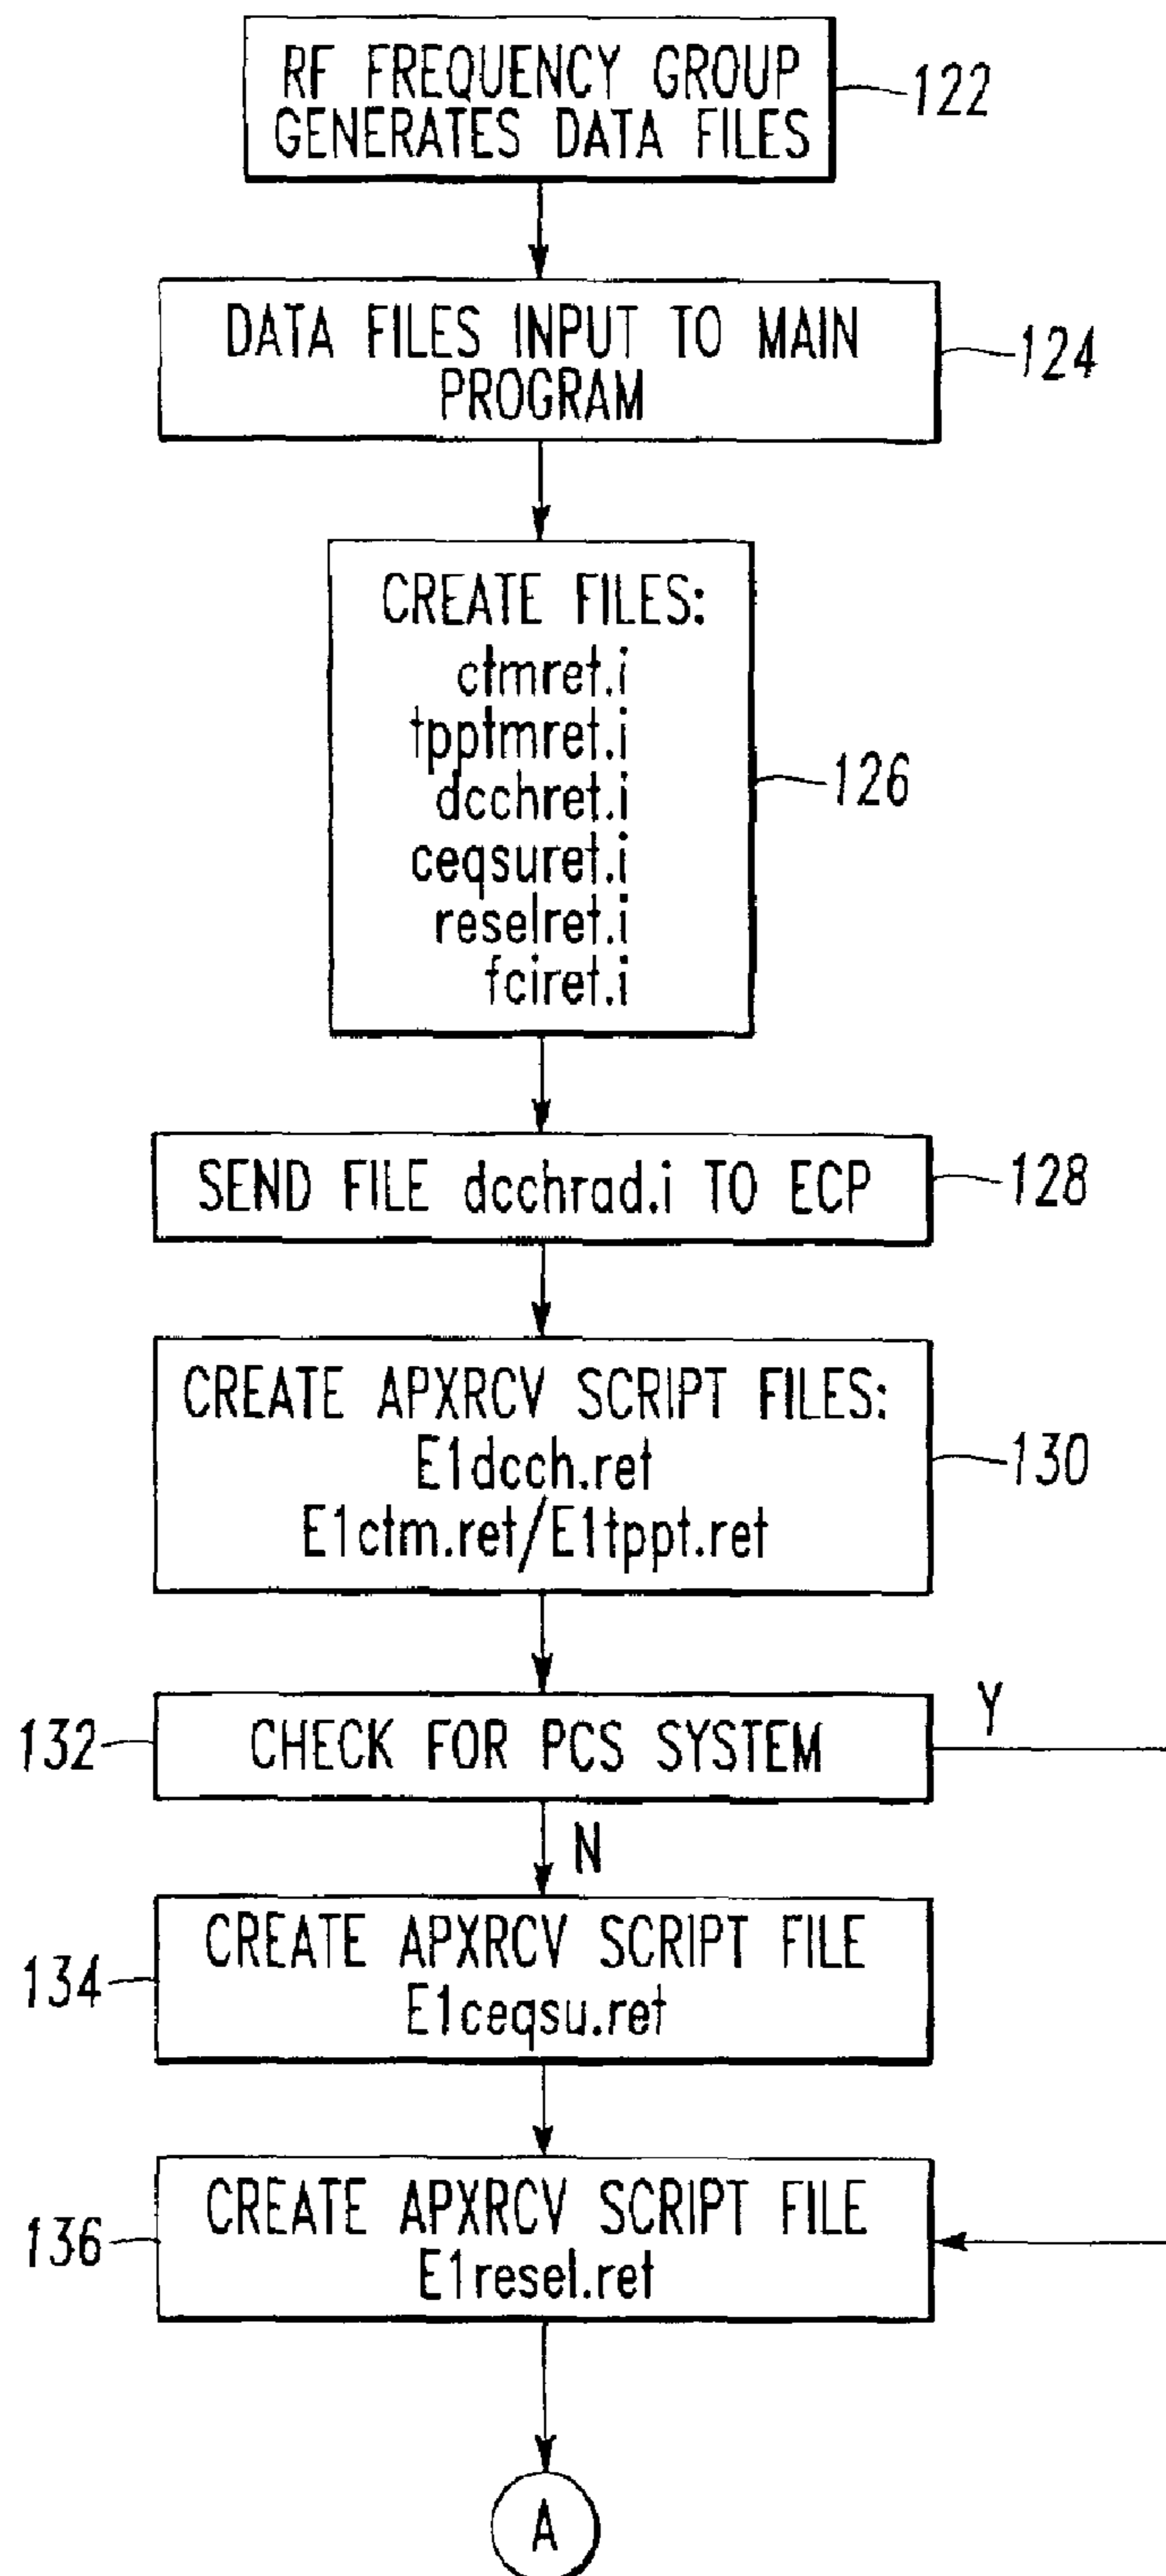 RF FREQUENCY GROUP
GENERATES DATA FILES
122
DATA FILES INPUT TO MAIN
PROGRAM
124
CREATE FILES:
ctmret.i
tpptmret.i
dcchret.i
ceqsuret.i
reselret.i
fciret.i
126
SEND FILE dcchrad.i TO ECP
128
CREATE APXRCV SCRIPT FILES:
E1dcch.ret
E1ctm.ret/E1tppt.ret
130
132
CHECK FOR PCS SYSTEM
Y
N
134
CREATE APXRCV SCRIPT FILE
E1ceqsu.ret
136
CREATE APXRCV SCRIPT FILE
E1resel.ret
A